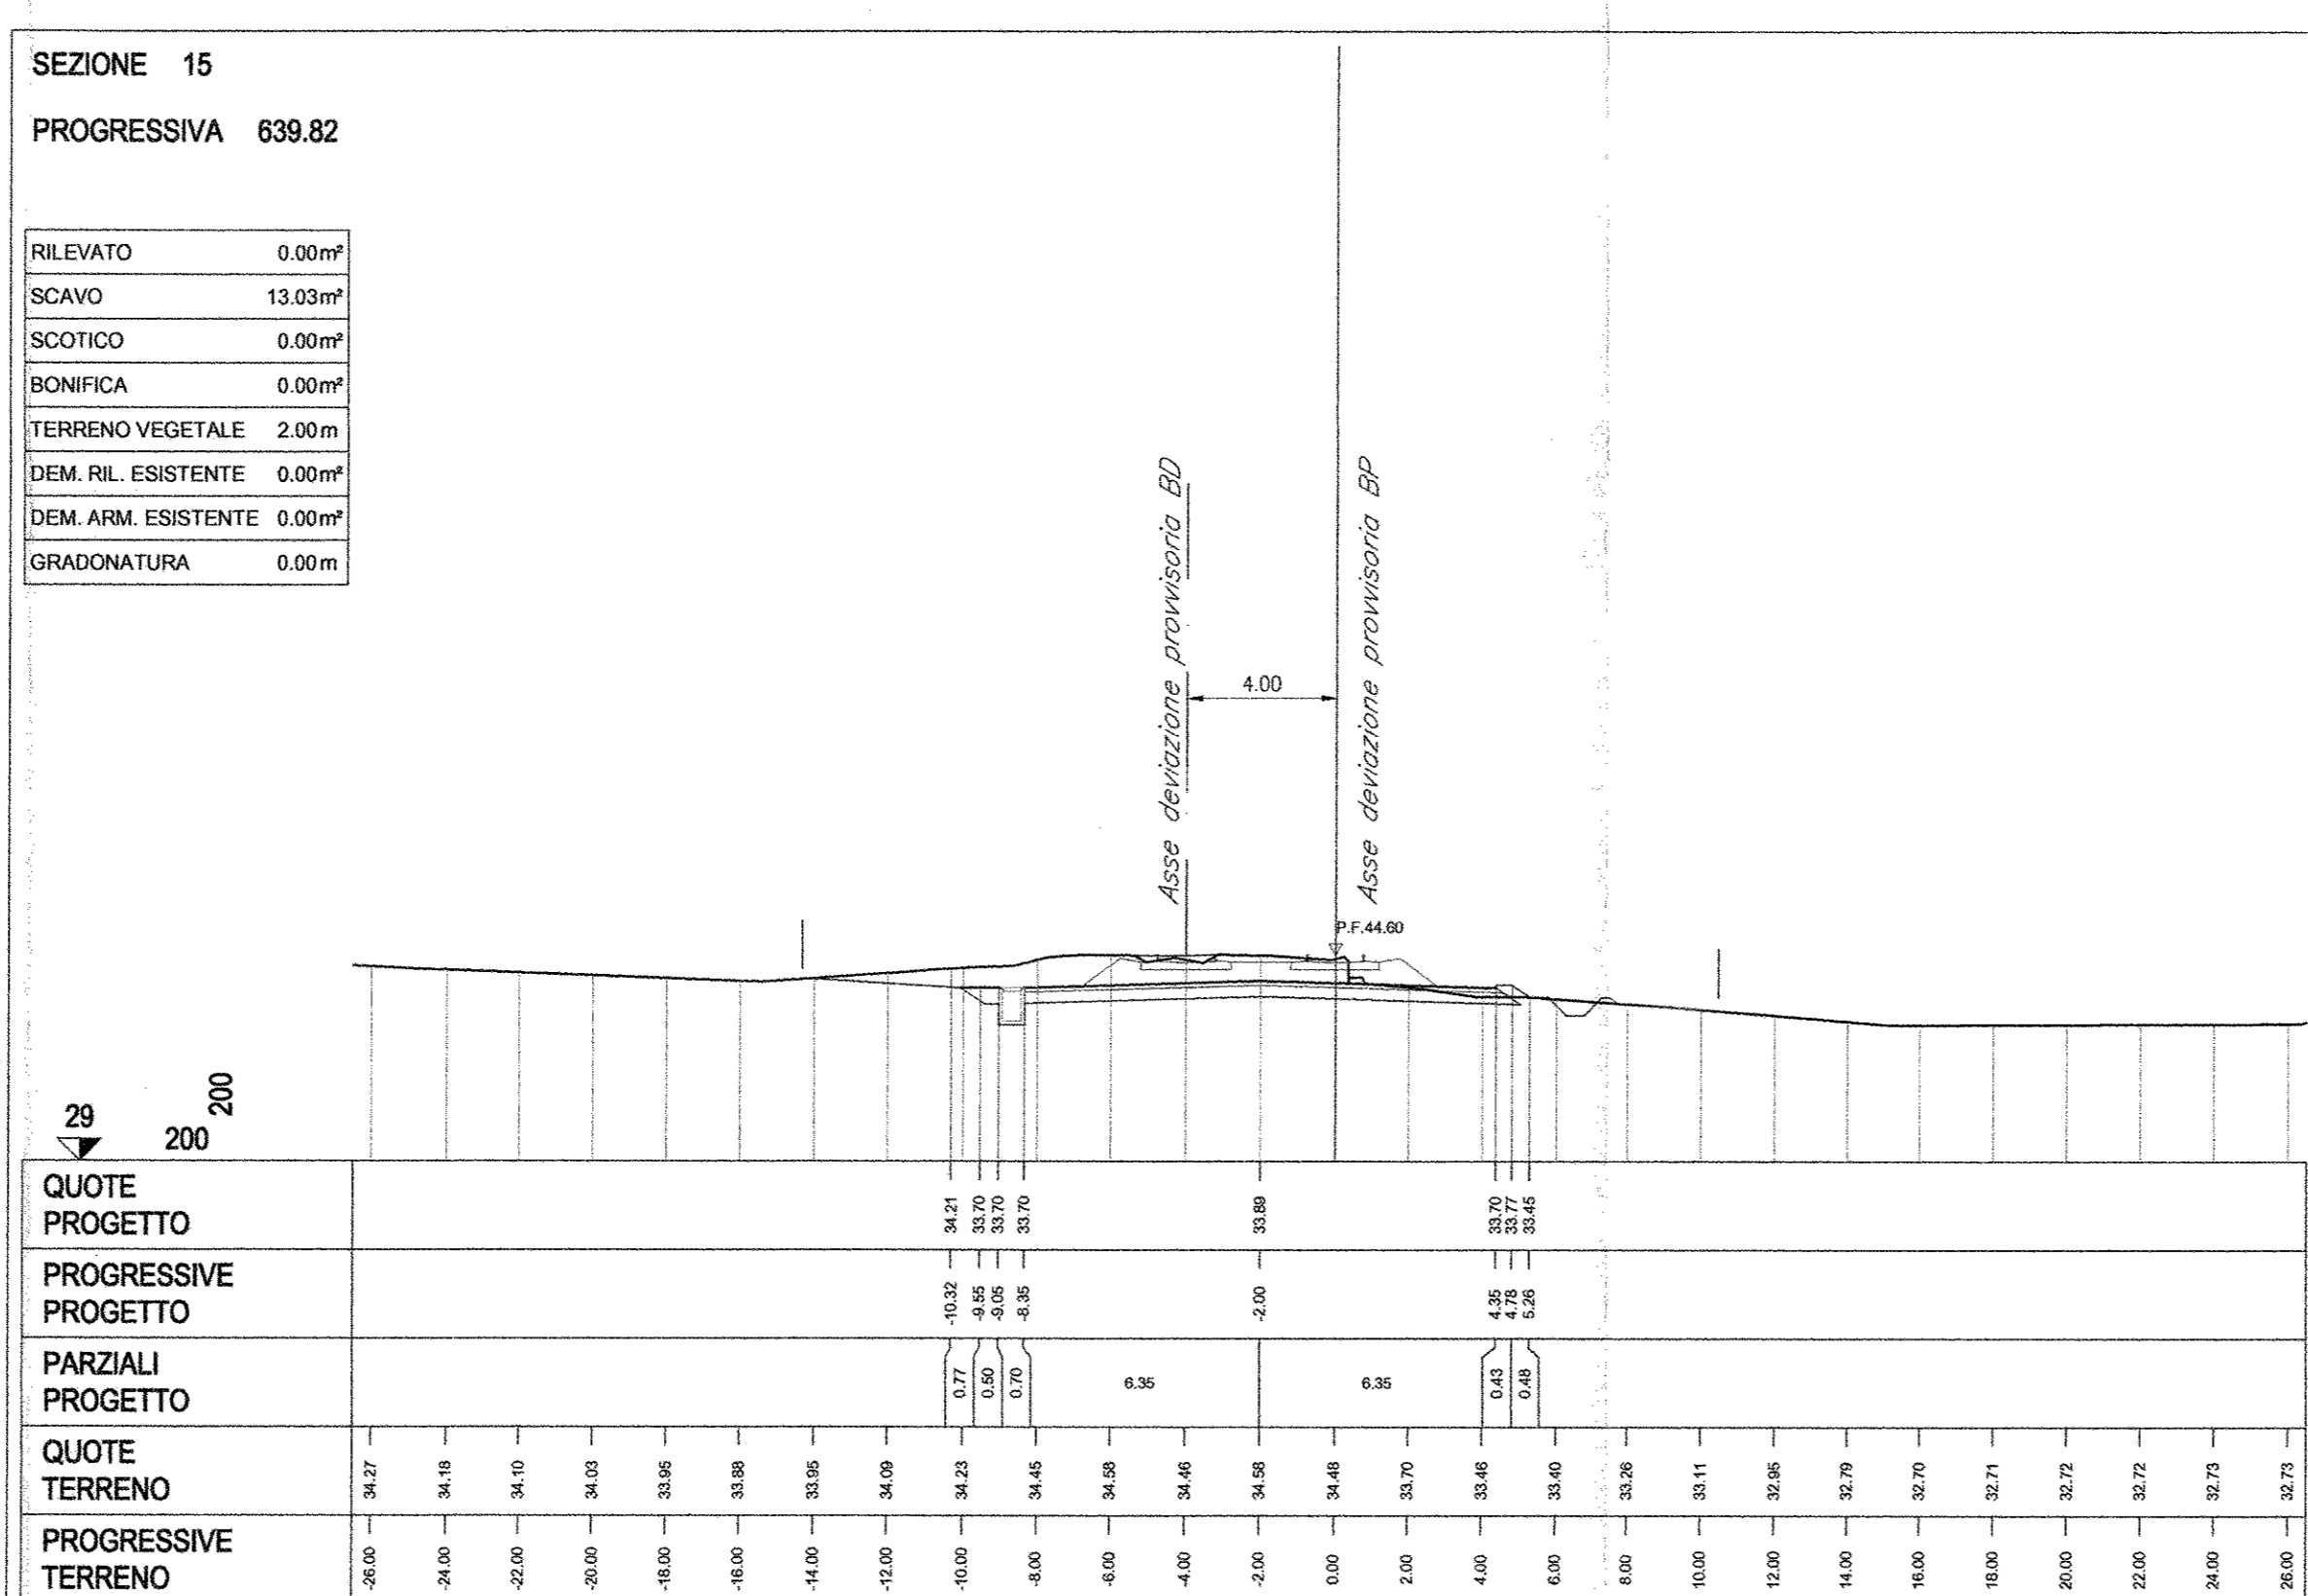 SEZIONE 15
PROGRESSIVA 639.82
RILEVATO 0.00m²
SCAVO 13.03m²
SCOTICO 0.00m²
BONIFICA 0.00m²
TERRENO VEGETALE 2.00m
DEM. RIL. ESISTENTE 0.00m²
DEM. ARM. ESISTENTE 0.00m²
GRADONATURA 0.00m
Asse deviazione provvisoria BD
Asse deviazione provvisoria BP
4.00
P.F.44.60
29
200
200
QUOTE
PROGETTO
34.21 33.70 33.70 33.70 33.89 33.70 33.77 33.45
PROGRESSIVE
PROGETTO
-10.32 -9.55 -9.05 -8.35 -2.00 4.35 4.78 5.26
PARZIALI
PROGETTO
0.77 0.50 0.70 6.35 6.35 0.43 0.48
QUOTE
TERRENO
34.27 34.18 34.10 34.03 33.95 33.88 33.95 34.09 34.23 34.45 34.58 34.46 34.58 34.48 33.70 33.46 33.40 33.26 33.11 32.95 32.79 32.70 32.71 32.72 32.72 32.73 32.73
PROGRESSIVE
TERRENO
-26.00 -24.00 -22.00 -20.00 -18.00 -16.00 -14.00 -12.00 -10.00 -8.00 -6.00 -4.00 -2.00 0.00 2.00 4.00 6.00 8.00 10.00 12.00 14.00 16.00 18.00 20.00 22.00 24.00 26.00